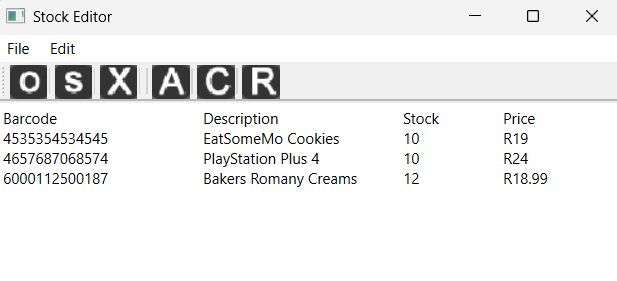 Stock Editor
File Edit
o s X A C R
Barcode Description Stock Price
4535354534545 EatSomeMo Cookies 10 R19
4657687068574 PlayStation Plus 4 10 R24
6000112500187 Bakers Romany Creams 12 R18.99